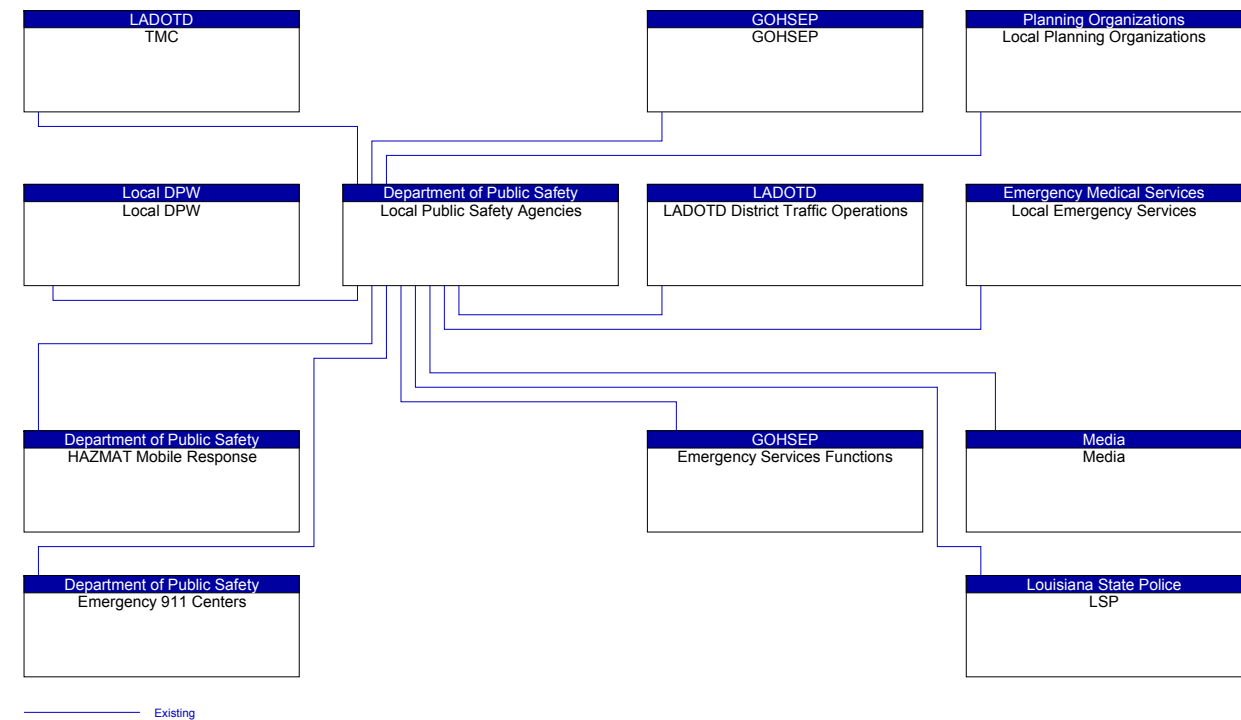 LADOTD
TMC
GOHSEP
GOHSEP
Planning Organizations
Local Planning Organizations
Local DPW
Local DPW
Department of Public Safety
Local Public Safety Agencies
LADOTD
LADOTD District Traffic Operations
Emergency Medical Services
Local Emergency Services
Department of Public Safety
HAZMAT Mobile Response
GOHSEP
Emergency Services Functions
Media
Media
Department of Public Safety
Emergency 911 Centers
Louisiana State Police
LSP
Existing